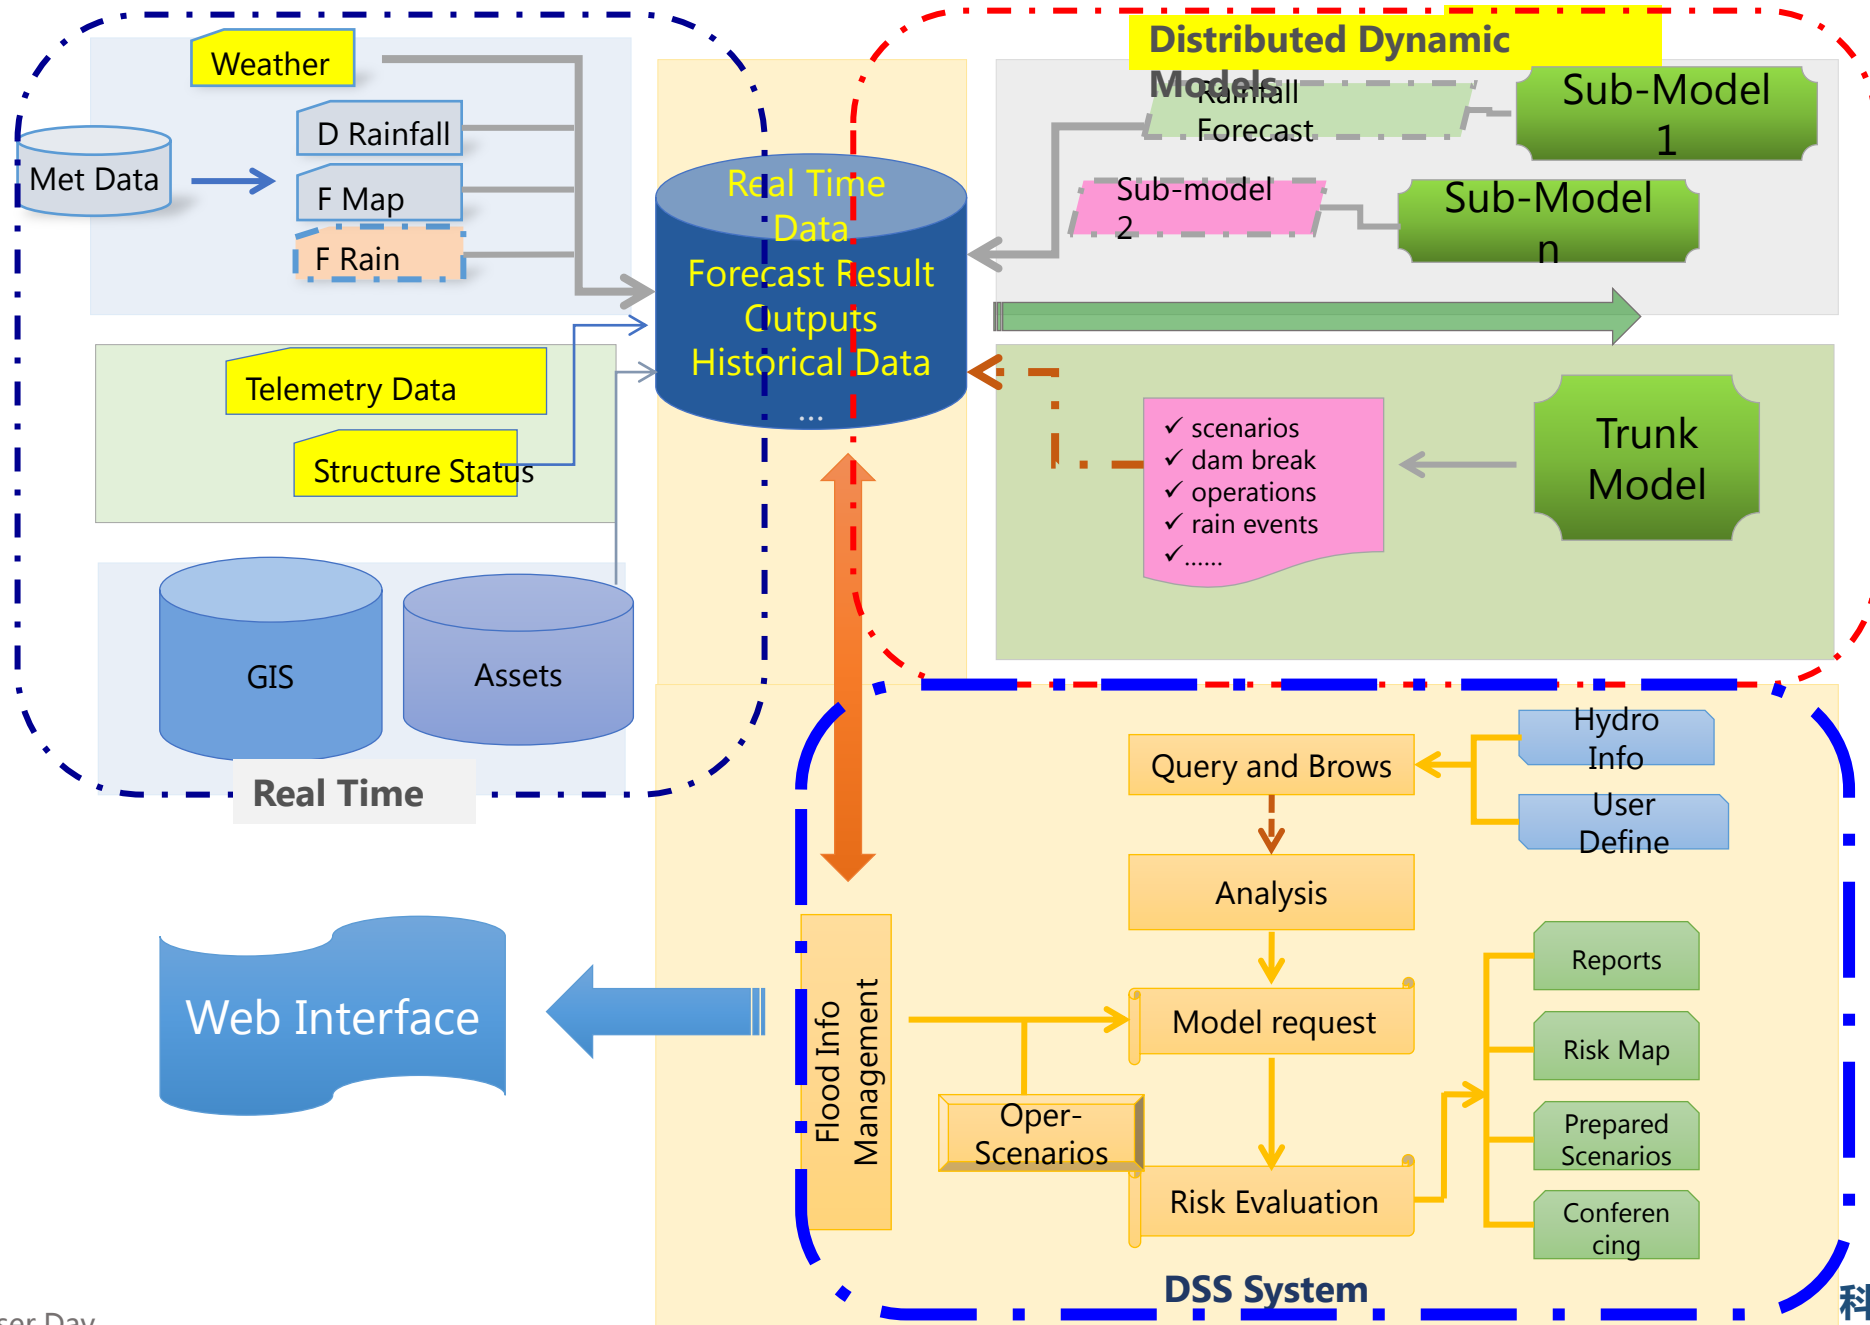 Weather
D Rainfall
Met Data
F Map
F Rain
Telemetry Data
Structure Status
GIS
Assets
Real Time
Real Time
Data
Forecast Result
Outputs
Historical Data
...
Distributed Dynamic
Models
Rainfall
Forecast
Sub-Model
1
Sub-model
2
Sub-Model
n
✓ scenarios
✓ dam break
✓ operations
✓ rain events
✓ ......
Trunk
Model
Web Interface
Flood Info
Management
Query and Brows
Hydro
Info
User
Define
Analysis
Model request
Oper-
Scenarios
Risk Evaluation
Reports
Risk Map
Prepared
Scenarios
Conferen
cing
DSS System
科
ser Day